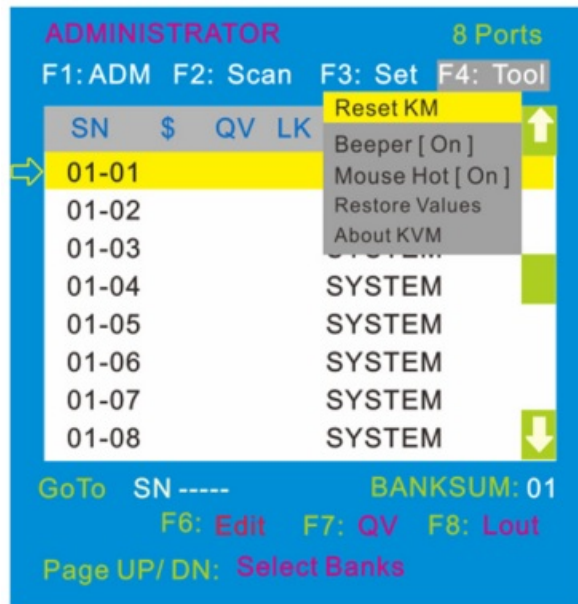 ADMINISTRATOR 8 Ports
F1: ADM F2: Scan F3: Set F4: Tool
Reset KM
SN $ QV LK
Beeper [ On ]
01-01
Mouse Hot [ On ]
Restore Values
01-02
About KVM
01-03
01-04 SYSTEM
01-05 SYSTEM
01-06 SYSTEM
01-07 SYSTEM
01-08 SYSTEM
GoTo SN ----- BANKSUM: 01
F6: Edit F7: QV F8: Lout
Page UP/ DN: Select Banks